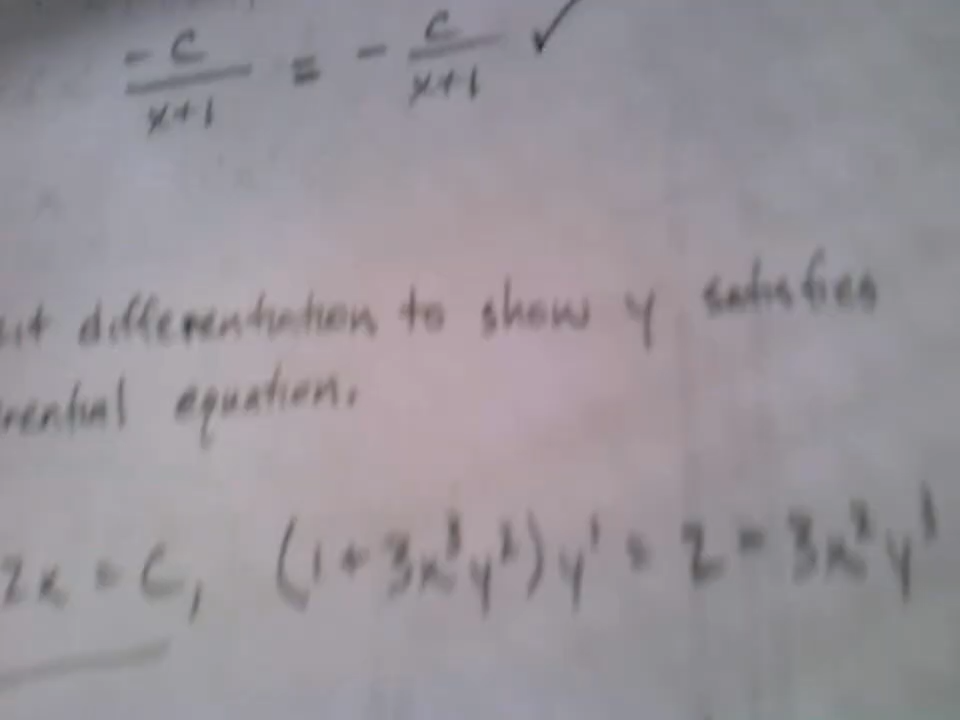 -c/x+1 = - c/x+1 ✓
differentiation to show y satisfies
equation.
2x = C, (1 + 3x³y²)y' = 2 - 3x²y³